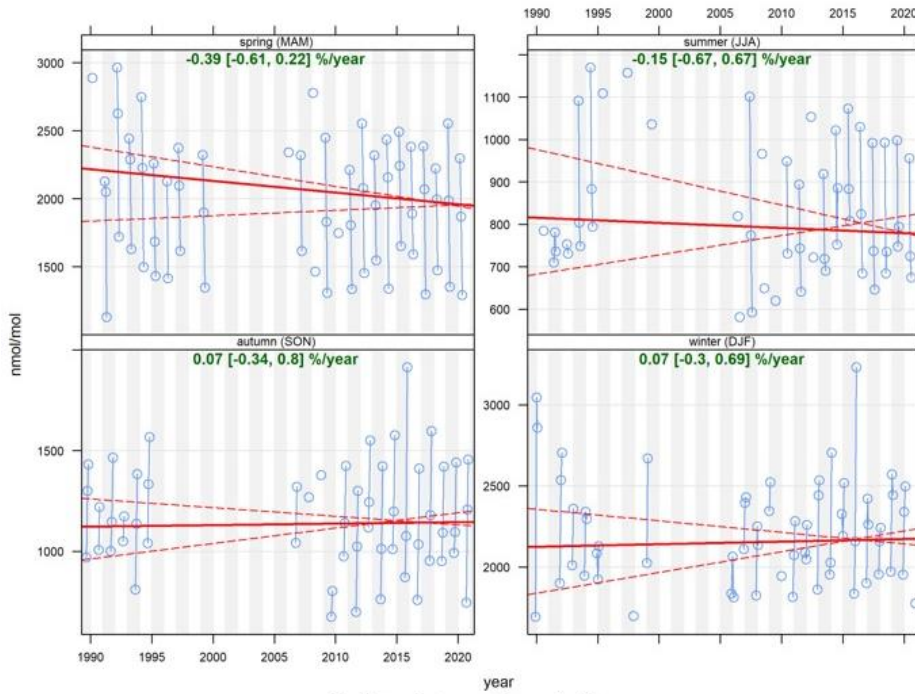 1990 1995 2000 2005 2010 2015 2020
spring (MAM)
-0.39 [-0.61, 0.22] %/year
summer (JJA)
-0.15 [-0.67, 0.67] %/year
3000
2500
2000
1500
1100
1000
900
800
700
600
nmol/mol
autumn (SON)
0.07 [-0.34, 0.8] %/year
winter (DJF)
0.07 [-0.3, 0.69] %/year
1500
1000
3000
2500
2000
1990 1995 2000 2005 2010 2015 2020
year